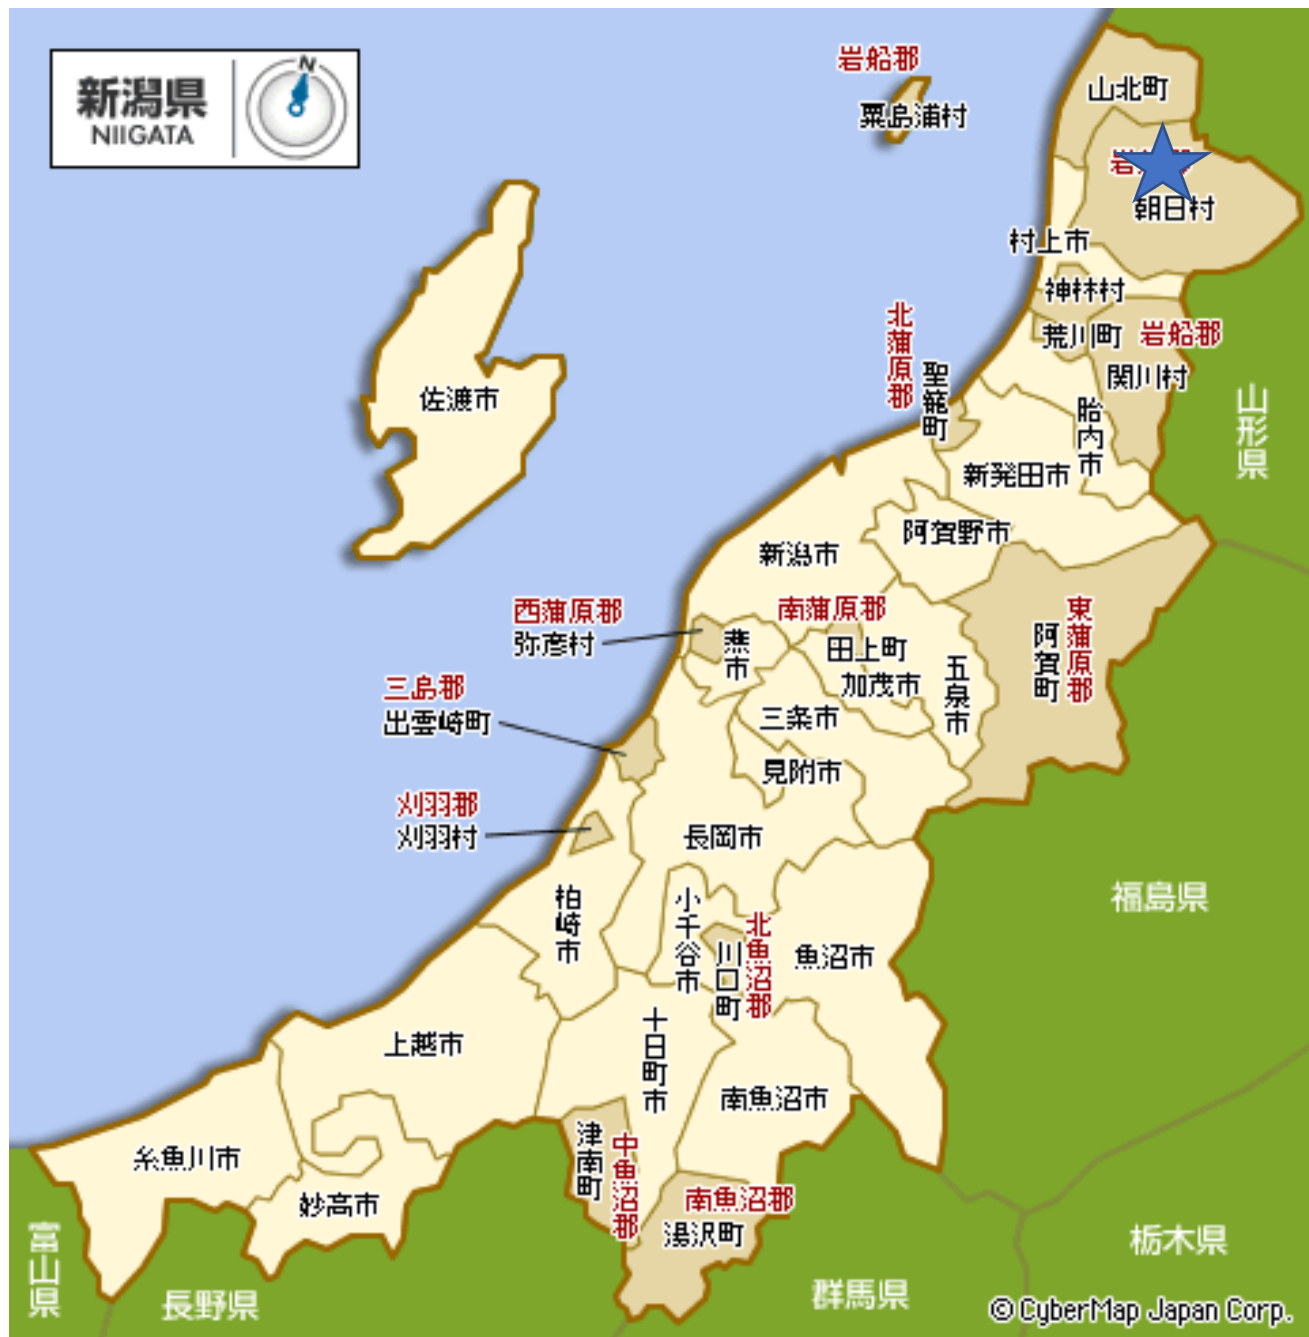 新潟県
NIIGATA
N
岩船郡
粟島浦村
山北町
岩船郡
朝日村
村上市
神林村
荒川町
岩船郡
関川村
北蒲原郡
聖籠町
胎内市
山形県
佐渡市
新発田市
阿賀野市
新潟市
西蒲原郡
弥彦村
南蒲原郡
田上町
燕市
加茂市
五泉市
東蒲原郡
阿賀町
三島郡
出雲崎町
三条市
見附市
刈羽郡
刈羽村
長岡市
柏崎市
小千谷市
北魚沼郡
川口町
魚沼市
福島県
上越市
十日町市
南魚沼市
糸魚川市
妙高市
津南町
中魚沼郡
南魚沼郡
湯沢町
富山県
長野県
群馬県
栃木県
© CyberMap Japan Corp.